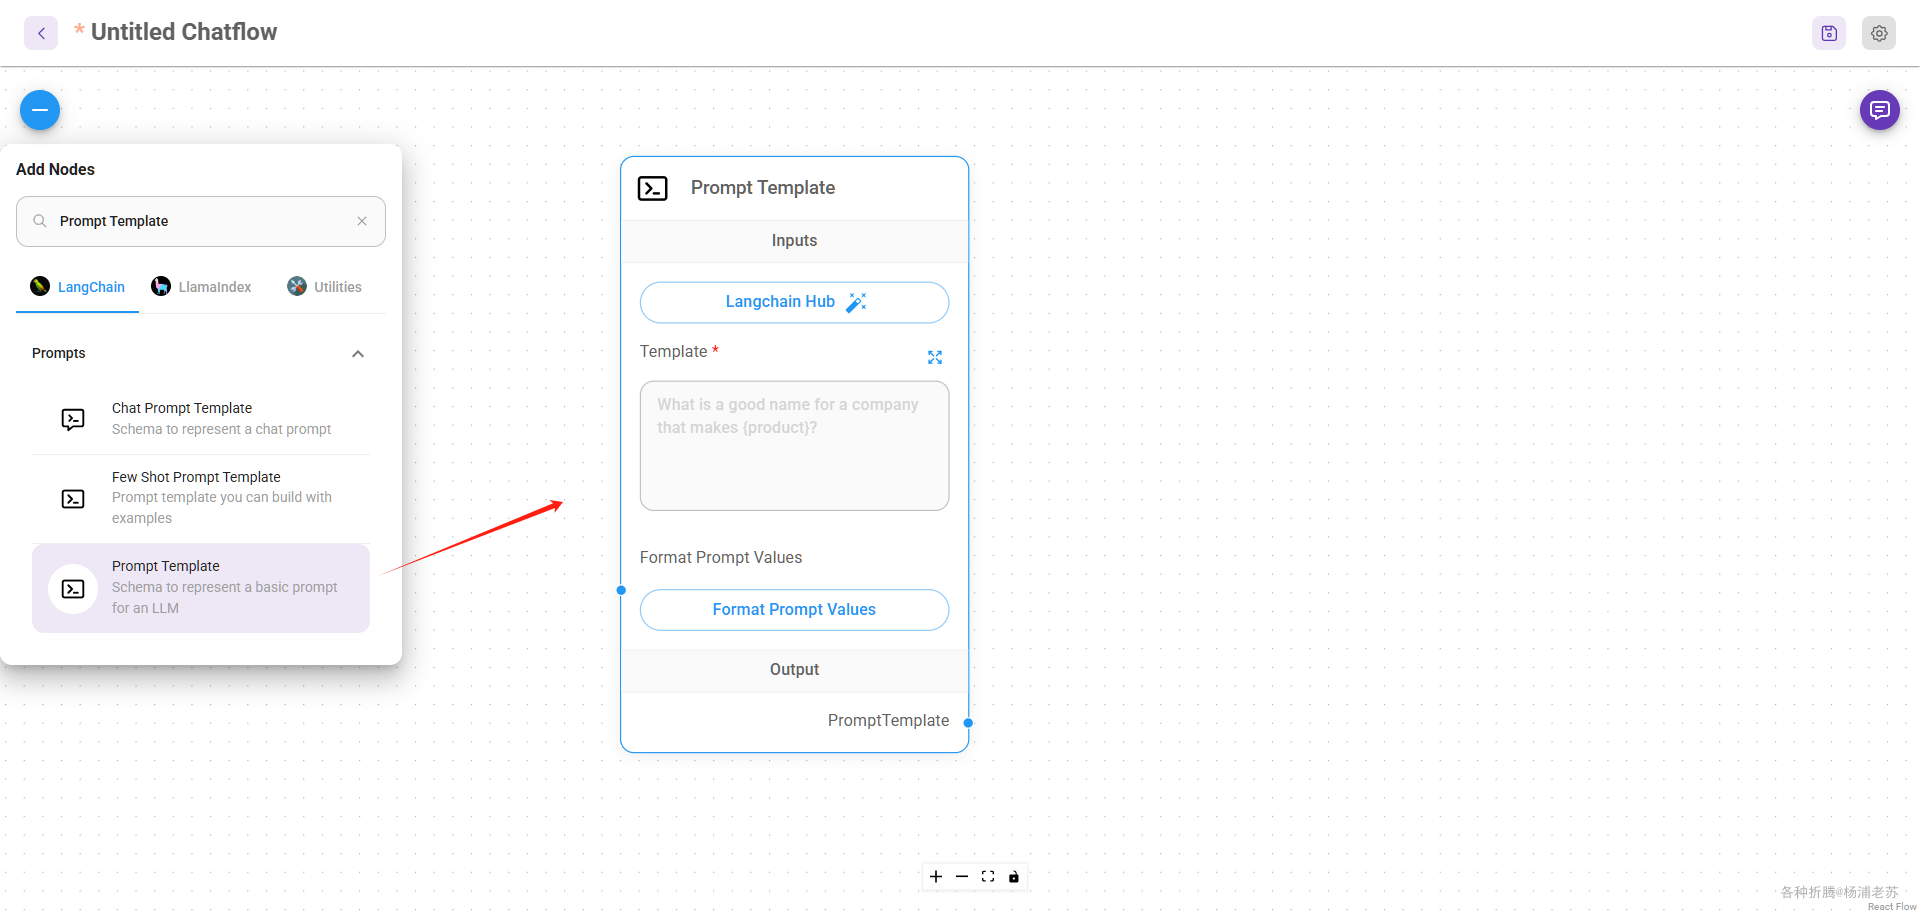 * Untitled Chatflow
Add Nodes
Prompt Template
LangChain
LlamaIndex
Utilities
Prompts
Chat Prompt Template
Schema to represent a chat prompt
Few Shot Prompt Template
Prompt template you can build with
examples
Prompt Template
Schema to represent a basic prompt
for an LLM
Prompt Template
Inputs
Langchain Hub
Template *
What is a good name for a company
that makes {product}?
Format Prompt Values
Format Prompt Values
Output
PromptTemplate
各种折腾@杨浦老苏
React Flow